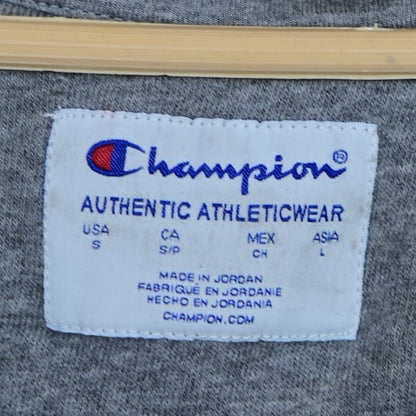 Champion®
AUTHENTIC ATHLETICWEAR
USA CA MEX ASIA
S S/P CH L
MADE IN JORDAN
FABRIQUÉ EN JORDANIE
HECHO EN JORDANIA
CHAMPION.COM